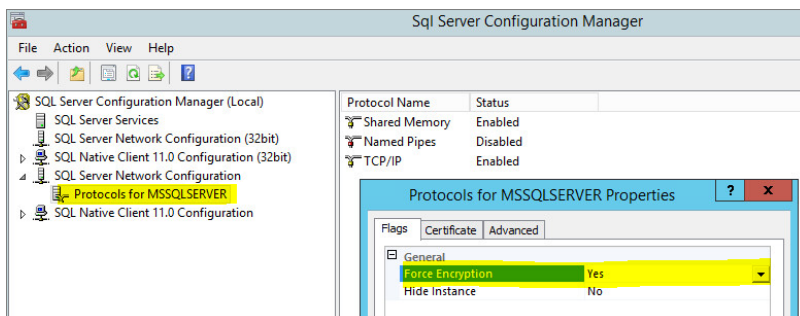 Sql Server Configuration Manager
File Action View Help
SQL Server Configuration Manager (Local)
SQL Server Services
SQL Server Network Configuration (32bit)
SQL Native Client 11.0 Configuration (32bit)
SQL Server Network Configuration
Protocols for MSSQLSERVER
SQL Native Client 11.0 Configuration
Protocol Name Status
Shared Memory Enabled
Named Pipes Disabled
TCP/IP Enabled
Protocols for MSSQLSERVER Properties ? x
Flags Certificate Advanced
General
Force Encryption Yes
Hide Instance No